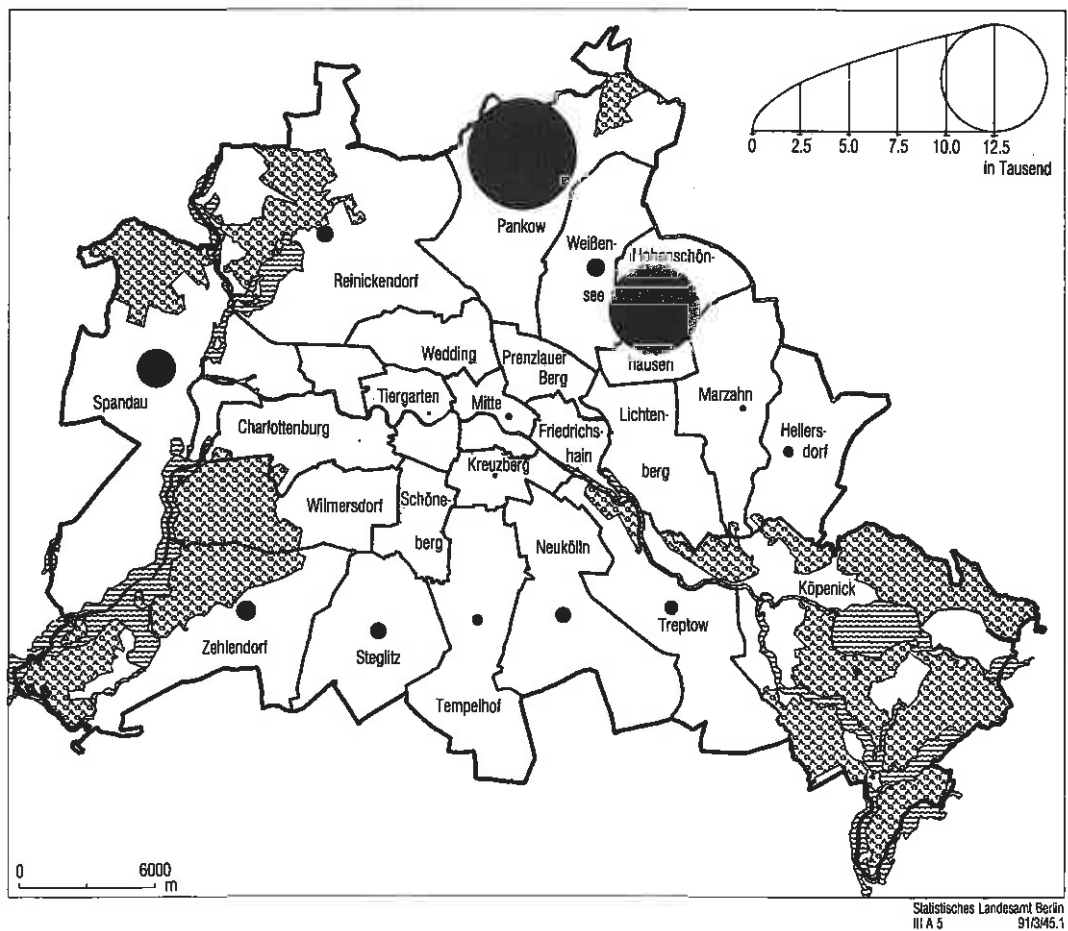 0 2.5 5.0 7.5 10.0 12.5
in Tausend
Pankow
Weißen-
see
Hohenschön-
hausen
Reinickendorf
Wedding
Prenzlauer
Berg
Spandau
Tiergarten
Mitte
Marzahn
Charlottenburg
Friedrichs-
hain
Lichten-
berg
Hellers-
dorf
Kreuzberg
Wilmersdorf
Schöne-
berg
Neukölln
Köpenick
Zehlendorf
Steglitz
Treptow
Tempelhof
0 6000
m
Statistisches Landesamt Berlin
III A 5 91/3/45.1